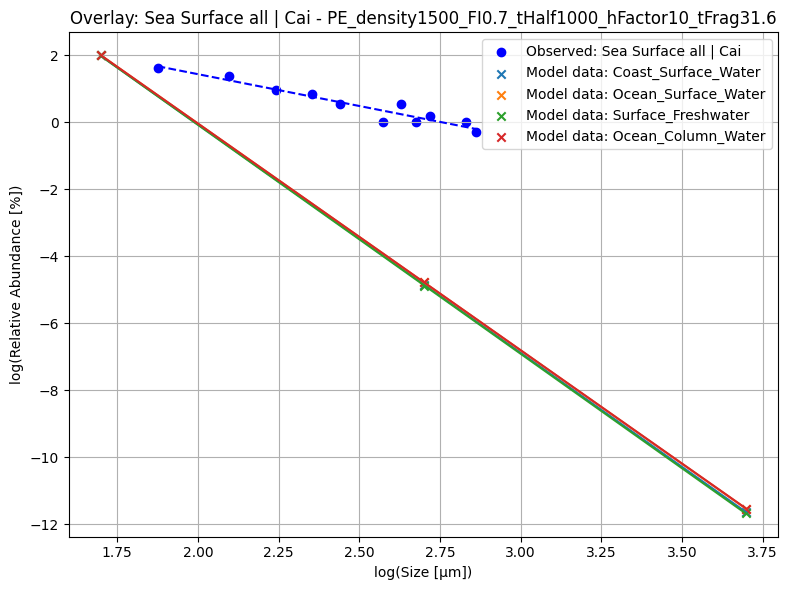 Overlay: Sea Surface all | Cai - PE_density1500_FI0.7_tHalf1000_hFactor10_tFrag31.6
Observed: Sea Surface all | Cai
Model data: Coast_Surface_Water
Model data: Ocean_Surface_Water
Model data: Surface_Freshwater
Model data: Ocean_Column_Water
log(Relative Abundance [%])
2
0
−2
−4
−6
−8
−10
−12
1.75
2.00
2.25
2.50
2.75
3.00
3.25
3.50
3.75
log(Size [µm])